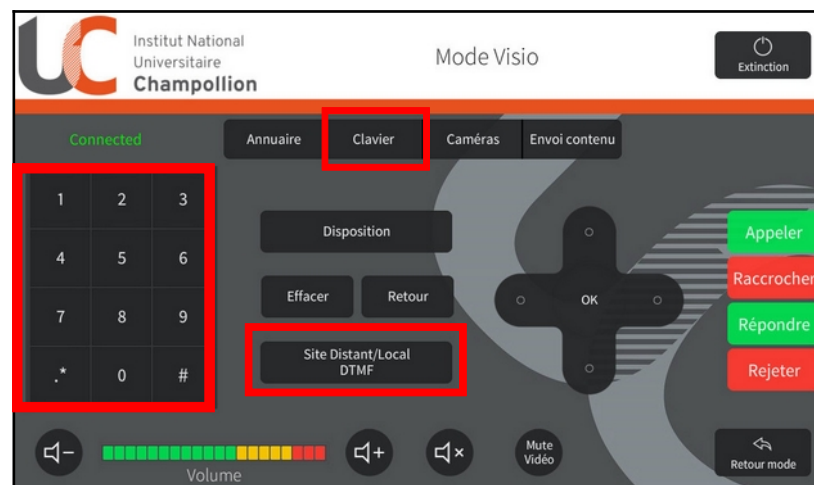 UC
Institut National
Universitaire
Champollion
Mode Visio
Extinction
Connected
Annuaire
Clavier
Caméras
Envoi contenu
1 2 3
4 5 6
7 8 9
.* 0 #
Disposition
Effacer
Retour
Site Distant/Local
DTMF
OK
Appeler
Raccrocher
Répondre
Rejeter
Volume
Mute
Vidéo
Retour mode